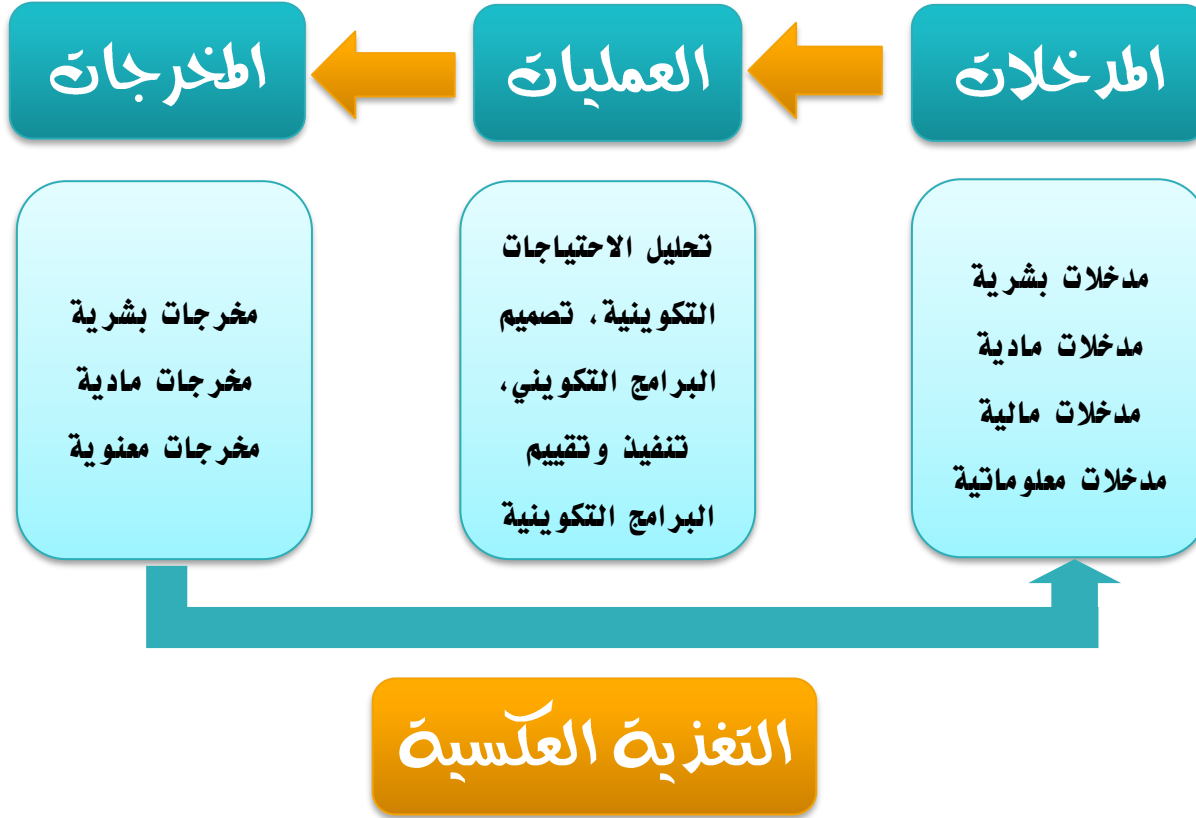 المدخلات
العمليات
المخرجات
مدخلات بشرية
مدخلات مادية
مدخلات مالية
مدخلات معلوماتية
تحليل الاحتياجات
التكوينية، تصميم
البرامج التكويني،
تنفيذ وتقييم
البرامج التكوينية
مخرجات بشرية
مخرجات مادية
مخرجات معنوية
التغذية العكسية